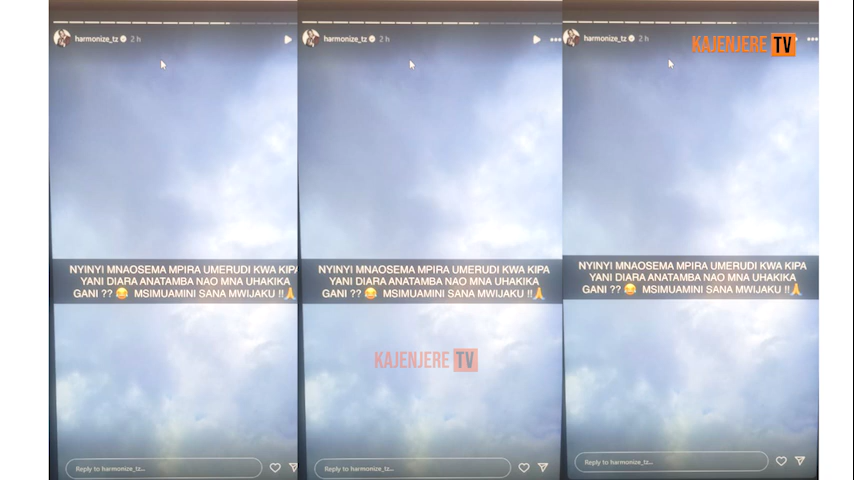 harmonize_tz 2 h
NYINYI MNAOSEMA MPIRA UMERUDI KWA KIPA
YANI DIARA ANATAMBA NAO MNA UHAKIKA
GANI ?? 😂 MSIMUAMINI SANA MWIJAKU !!🙏
Reply to harmonize_tz...
harmonize_tz 2 h
NYINYI MNAOSEMA MPIRA UMERUDI KWA KIPA
YANI DIARA ANATAMBA NAO MNA UHAKIKA
GANI ?? 😂 MSIMUAMINI SANA MWIJAKU !!🙏
KAJENJERE TV
Reply to harmonize_tz...
harmonize_tz 2 h
KAJENJERE TV
NYINYI MNAOSEMA MPIRA UMERUDI KWA KIPA
YANI DIARA ANATAMBA NAO MNA UHAKIKA
GANI ?? 😂 MSIMUAMINI SANA MWIJAKU !!🙏
Reply to harmonize_tz...